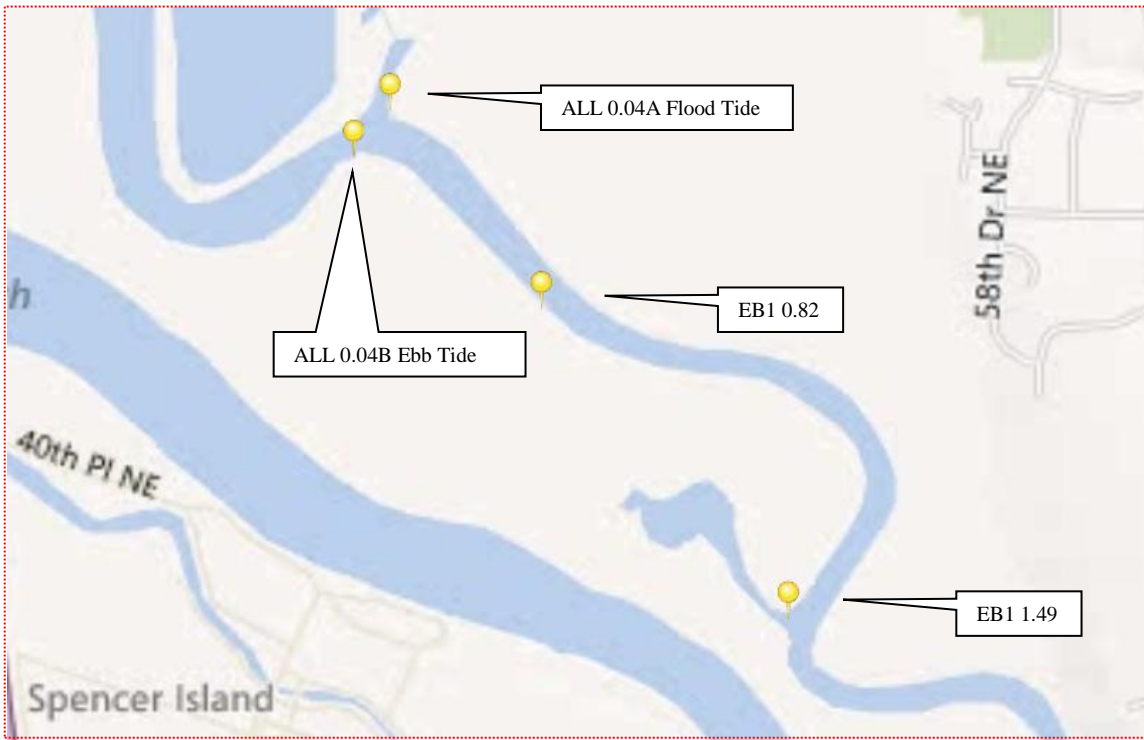 ALL 0.04A Flood Tide
58th Dr NE
h
EB1 0.82
ALL 0.04B Ebb Tide
40th Pl NE
EB1 1.49
Spencer Island